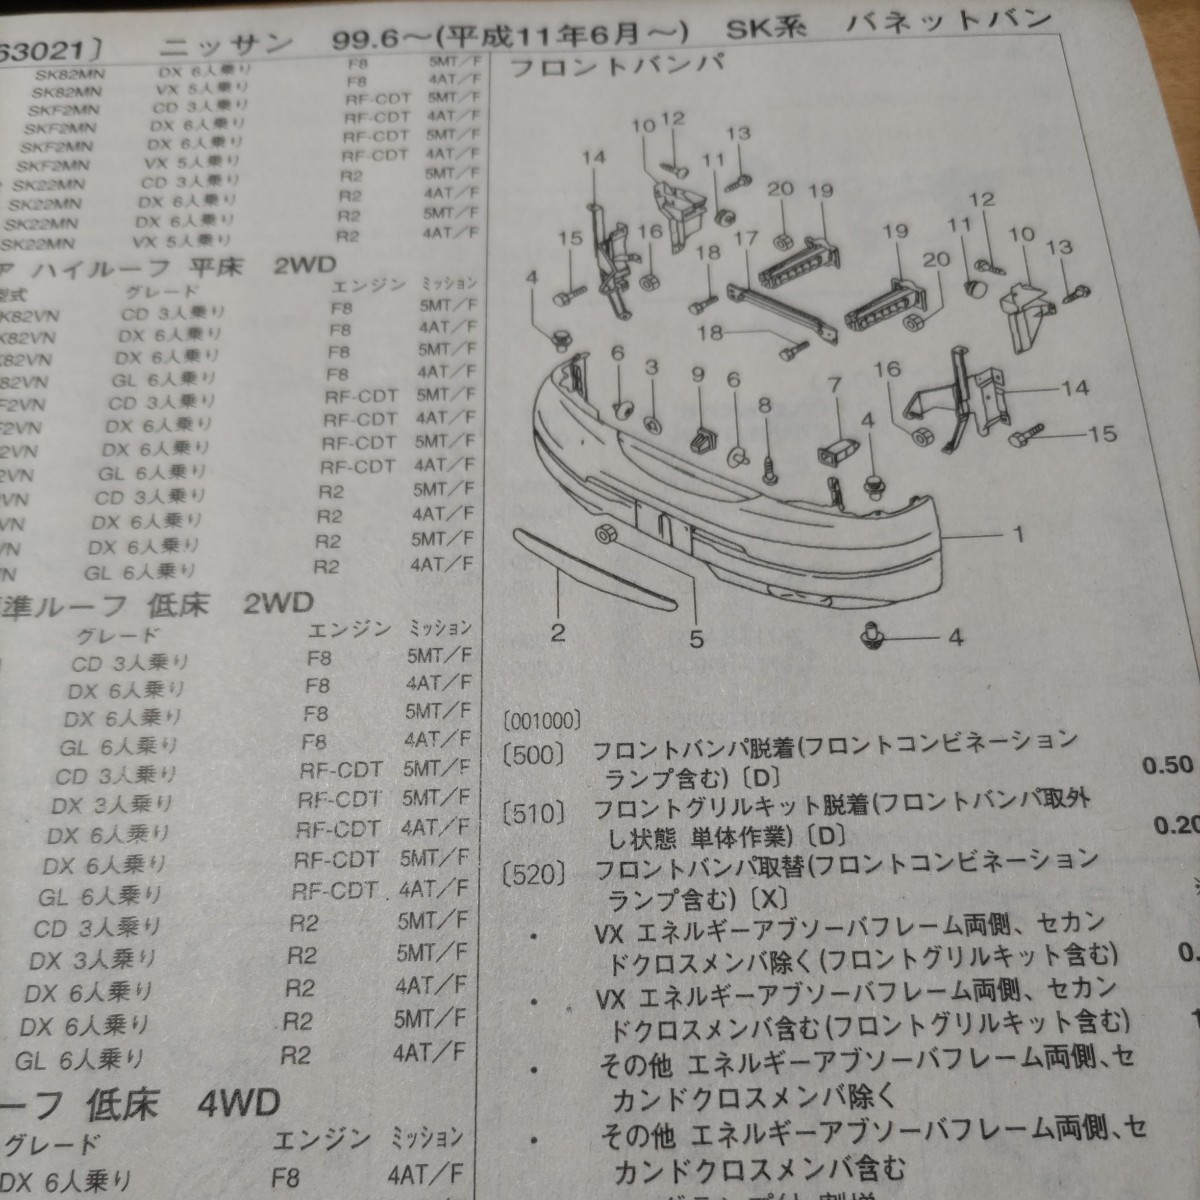 63021〕 ニッサン 99.6～(平成11年6月～) SK系 バネットバン
SK82MN DX 6人乗り F8 5MT/F
SK82MN VX 5人乗り F8 4AT/F
SKF2MN CD 3人乗り RF-CDT 5MT/F
SKF2MN DX 6人乗り RF-CDT 4AT/F
SKF2MN DX 6人乗り RF-CDT 5MT/F
SKF2MN VX 5人乗り RF-CDT 4AT/F
SK22MN CD 3人乗り R2 5MT/F
SK22MN DX 6人乗り R2 4AT/F
SK22MN DX 6人乗り R2 5MT/F
SK22MN VX 5人乗り R2 4AT/F
ア ハイルーフ 平床 2WD
型式 グレード エンジン ミッション
K82VN CD 3人乗り F8 5MT/F
K82VN DX 6人乗り F8 4AT/F
82VN DX 6人乗り F8 5MT/F
82VN GL 6人乗り F8 4AT/F
F2VN CD 3人乗り RF-CDT 5MT/F
F2VN DX 6人乗り RF-CDT 4AT/F
2VN DX 6人乗り RF-CDT 5MT/F
2VN GL 6人乗り RF-CDT 4AT/F
2VN CD 3人乗り R2 5MT/F
VN DX 6人乗り R2 4AT/F
VN DX 6人乗り R2 5MT/F
N GL 6人乗り R2 4AT/F
準ルーフ 低床 2WD
グレード エンジン ミッション
CD 3人乗り F8 5MT/F
DX 6人乗り F8 4AT/F
DX 6人乗り F8 5MT/F
GL 6人乗り F8 4AT/F
CD 3人乗り RF-CDT 5MT/F
DX 3人乗り RF-CDT 5MT/F
DX 6人乗り RF-CDT 4AT/F
DX 6人乗り RF-CDT 5MT/F
GL 6人乗り RF-CDT 4AT/F
CD 3人乗り R2 5MT/F
DX 3人乗り R2 5MT/F
DX 6人乗り R2 4AT/F
DX 6人乗り R2 5MT/F
GL 6人乗り R2 4AT/F
ーフ 低床 4WD
グレード エンジン ミッション
DX 6人乗り F8 4AT/F
フロントバンパ
12
10
13
14
11
20
19
15
16
18
17
19
11
12
10
13
20
4
18
6
3
9
6
8
7
4
16
14
15
1
2
5
4
〔001000〕
〔500〕 フロントバンパ脱着(フロントコンビネーション
ランプ含む)〔D〕 0.50
〔510〕 フロントグリルキット脱着(フロントバンパ取外
し状態 単体作業)〔D〕 0.20
〔520〕 フロントバンパ取替(フロントコンビネーション
ランプ含む)〔X〕
・ VX エネルギーアブソーバフレーム両側、セカン
ドクロスメンバ除く(フロントグリルキット含む) 0.
・ VX エネルギーアブソーバフレーム両側、セカン
ドクロスメンバ含む(フロントグリルキット含む) 1
・ その他 エネルギーアブソーバフレーム両側、セ
カンドクロスメンバ除く
・ その他 エネルギーアブソーバフレーム両側、セ
カンドクロスメンバ含む